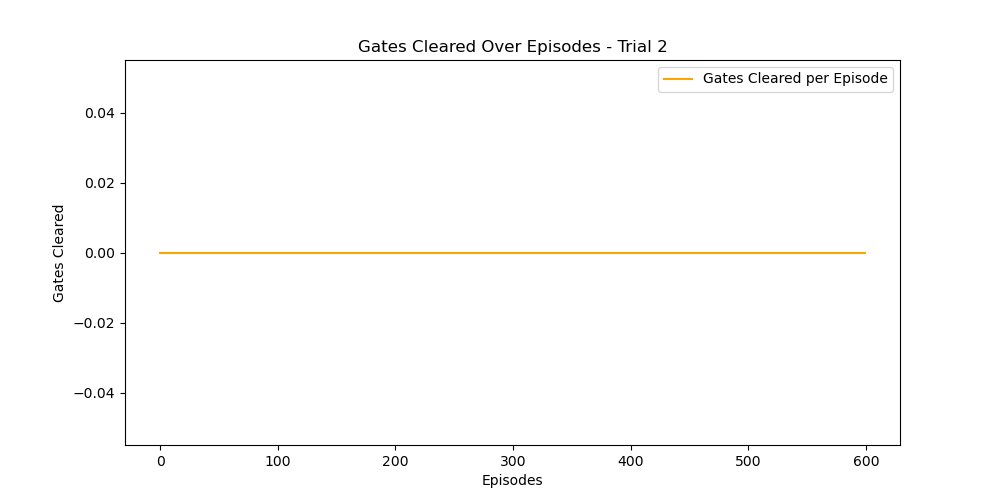 Gates Cleared Over Episodes - Trial 2
Gates Cleared per Episode
0.04
0.02
0.00
−0.02
−0.04
Gates Cleared
0 100 200 300 400 500 600
Episodes